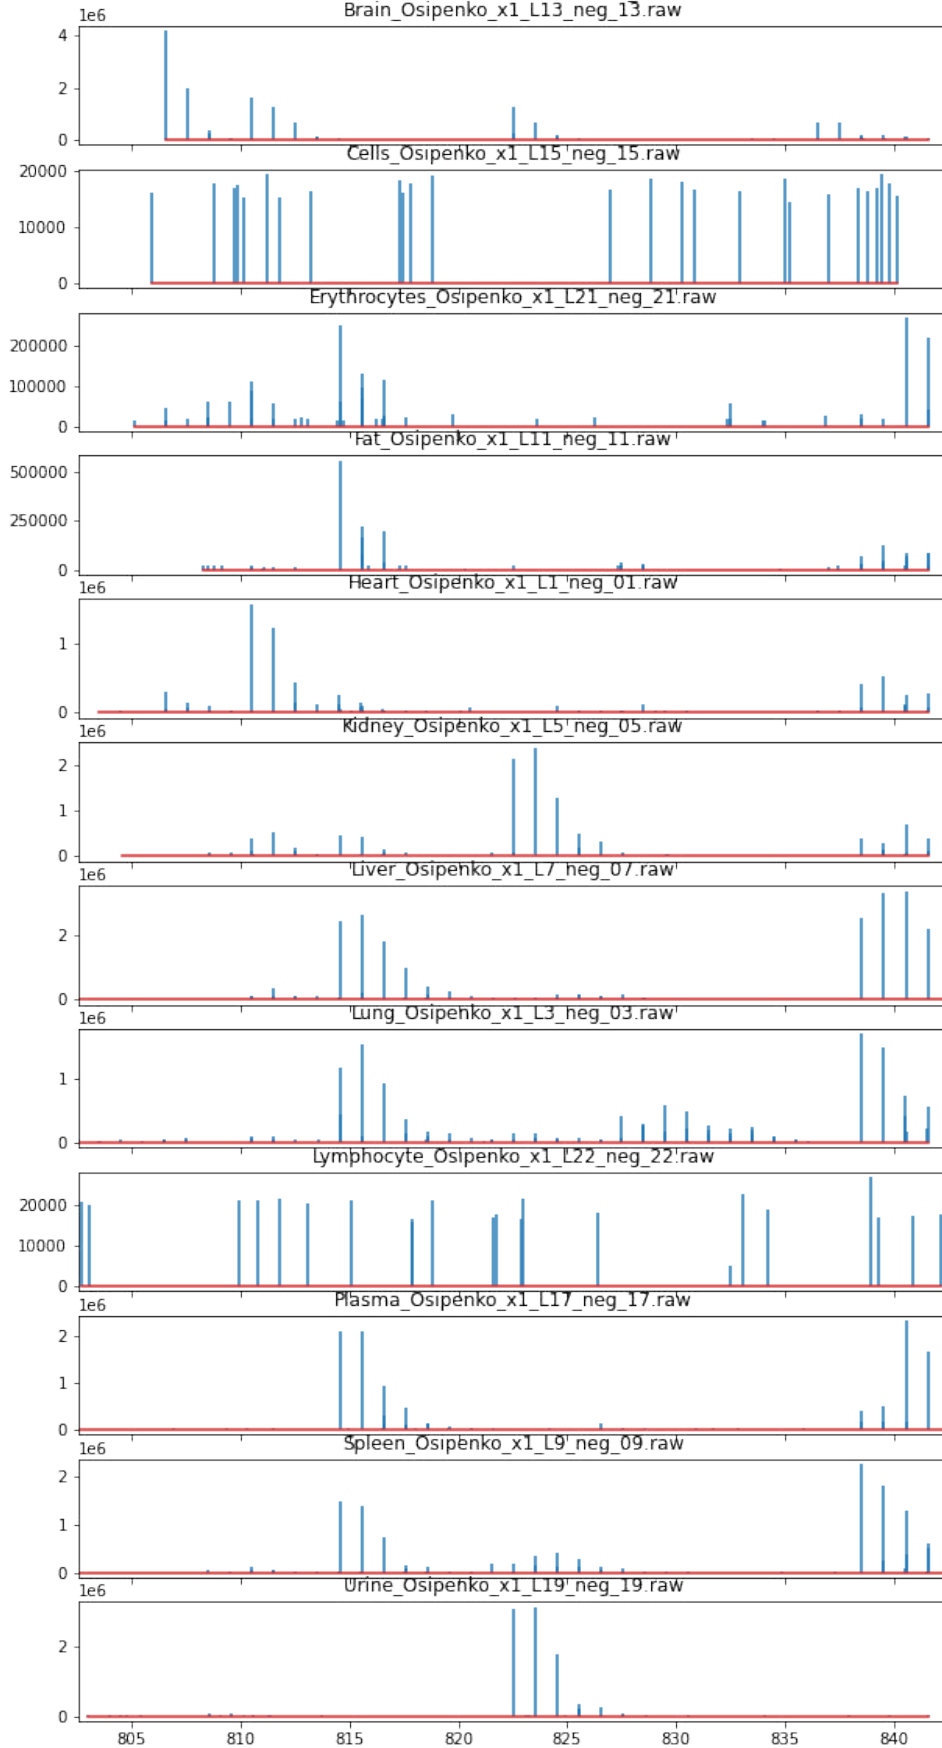 Brain_Osipenko_x1_L13_neg_13.raw
1e6
4
2
0
Cells_Osipenko_x1_L15_neg_15.raw
20000
10000
0
Erythrocytes_Osipenko_x1_L21_neg_21.raw
200000
100000
0
Fat_Osipenko_x1_L11_neg_11.raw
500000
250000
0
Heart_Osipenko_x1_L1_neg_01.raw
1e6
1
0
Kidney_Osipenko_x1_L5_neg_05.raw
1e6
2
1
0
Liver_Osipenko_x1_L7_neg_07.raw
1e6
2
0
Lung_Osipenko_x1_L3_neg_03.raw
1e6
1
0
Lymphocyte_Osipenko_x1_L22_neg_22.raw
20000
10000
0
Plasma_Osipenko_x1_L17_neg_17.raw
1e6
2
1
0
Spleen_Osipenko_x1_L9_neg_09.raw
1e6
2
1
0
Urine_Osipenko_x1_L19_neg_19.raw
1e6
2
0
805 810 815 820 825 830 835 840